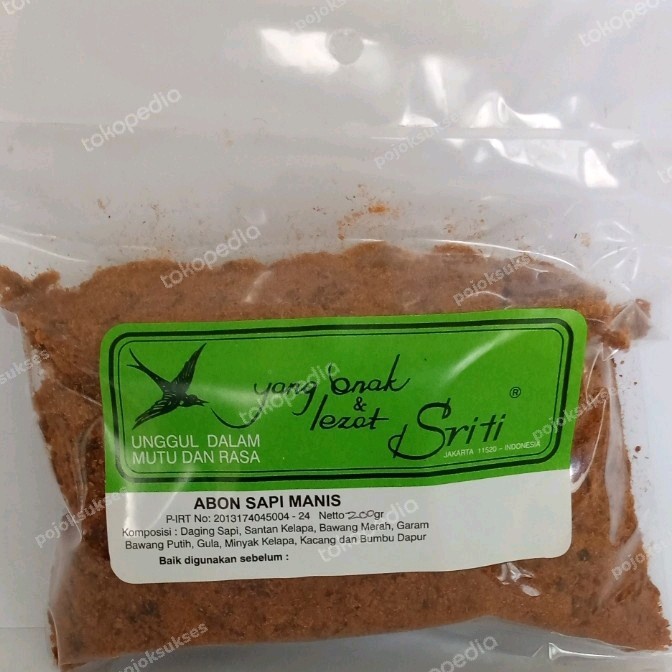 yang enak
&
lezat
Sriti ®
UNGGUL DALAM
MUTU DAN RASA
JAKARTA 11520 - INDONESIA
ABON SAPI MANIS
P-IRT No: 2013174045004 - 24 Netto 200gr
Komposisi : Daging Sapi, Santan Kelapa, Bawang Merah, Garam
Bawang Putih, Gula, Minyak Kelapa, Kacang dan Bumbu Dapur
Baik digunakan sebelum :
tokopedia
pojoksukses